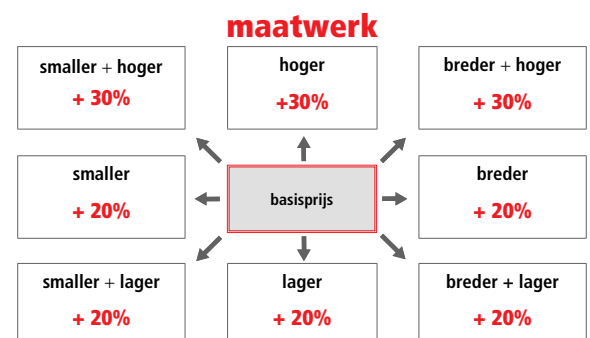 maatwerk
smaller + hoger
+ 30%
hoger
+30%
breder + hoger
+ 30%
smaller
+ 20%
basisprijs
breder
+ 20%
smaller + lager
+ 20%
lager
+ 20%
breder + lager
+ 20%